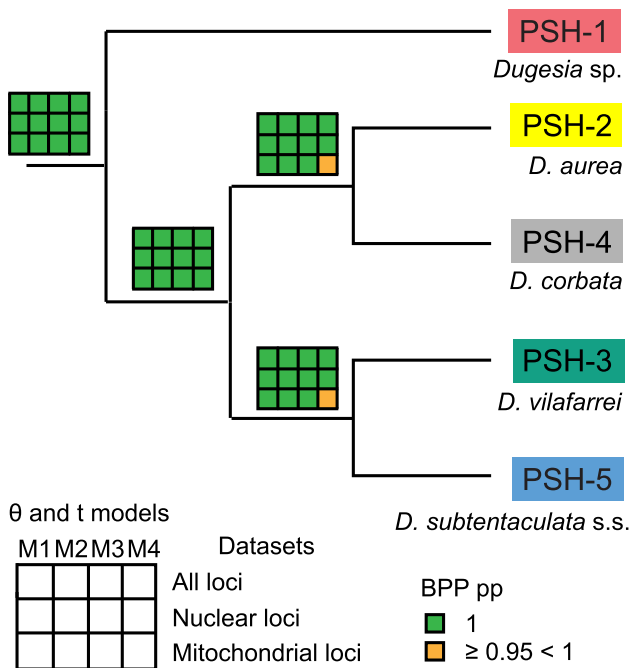 PSH-1
Dugesia sp.
PSH-2
D. aurea
PSH-4
D. corbata
PSH-3
D. vilafarrei
PSH-5
D. subtentaculata s.s.
θ and t models
M1 M2 M3 M4
Datasets
All loci
Nuclear loci
Mitochondrial loci
BPP pp
1
≥ 0.95 < 1